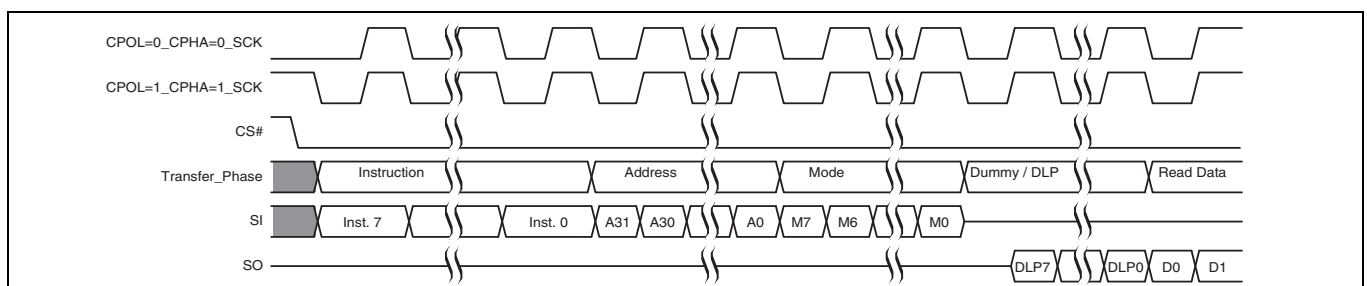 CPOL=0_CPHA=0_SCK
CPOL=1_CPHA=1_SCK
CS#
Transfer_Phase Instruction Address Mode Dummy / DLP Read Data
SI Inst. 7 Inst. 0 A31 A30 A0 M7 M6 M0
SO DLP7 DLP0 D0 D1